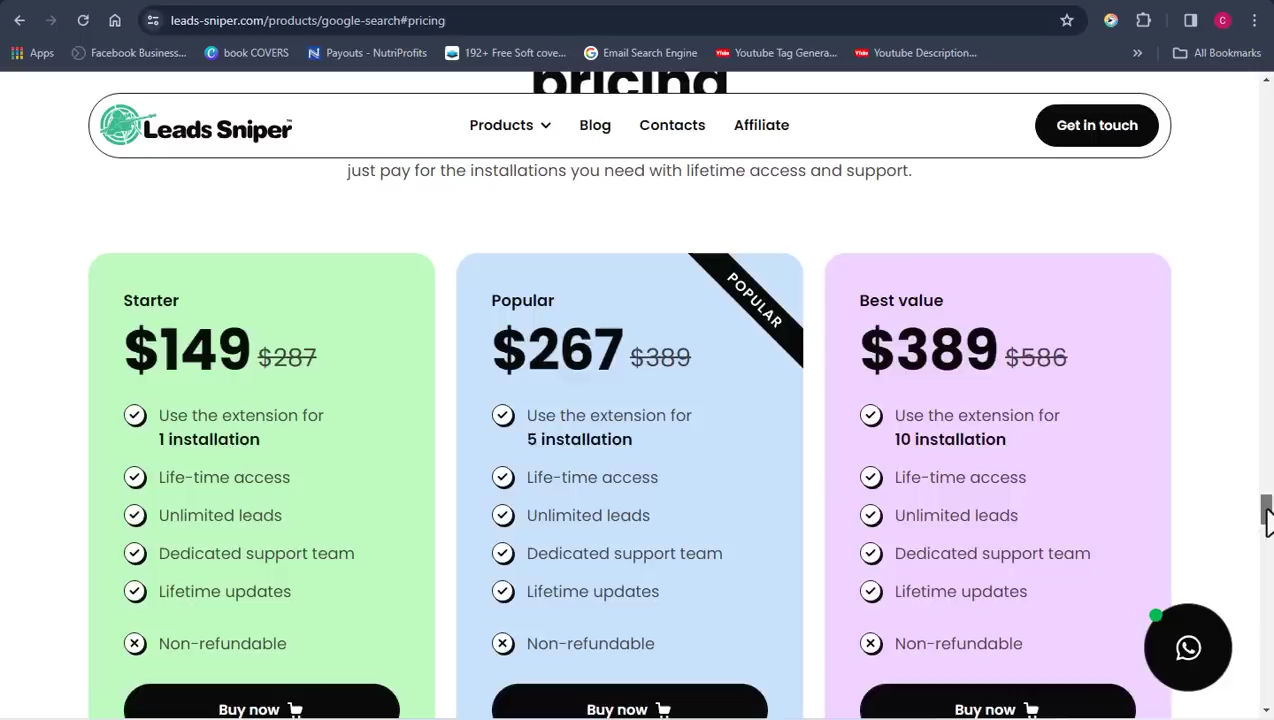 leads-sniper.com/products/google-search#pricing
C
Apps
Facebook Business...
book COVERS
Payouts - NutriProfits
192+ Free Soft cove...
Email Search Engine
Youtube Tag Genera...
Youtube Description...
»
All Bookmarks
pricing
Leads Sniper™
Products
Blog
Contacts
Affiliate
Get in touch
just pay for the installations you need with lifetime access and support.
Starter
$149 $287
Use the extension for
1 installation
Life-time access
Unlimited leads
Dedicated support team
Lifetime updates
Non-refundable
Buy now
Popular
POPULAR
$267 $389
Use the extension for
5 installation
Life-time access
Unlimited leads
Dedicated support team
Lifetime updates
Non-refundable
Buy now
Best value
$389 $586
Use the extension for
10 installation
Life-time access
Unlimited leads
Dedicated support team
Lifetime updates
Non-refundable
Buy now